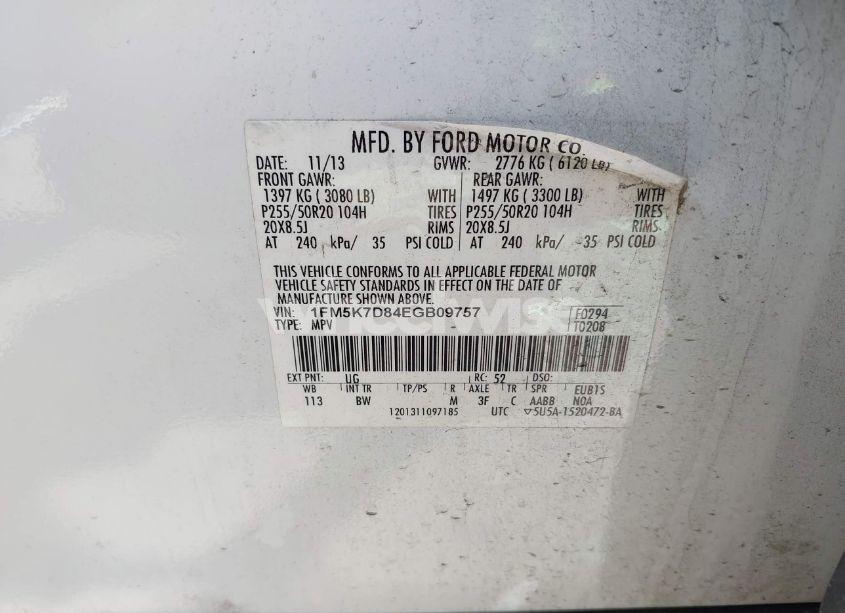 MFD. BY FORD MOTOR CO.
DATE: 11/13 GVWR: 2776 KG ( 6120 LB)
FRONT GAWR: REAR GAWR:
1397 KG ( 3080 LB) WITH 1497 KG ( 3300 LB) WITH
P255/50R20 104H TIRES P255/50R20 104H TIRES
20X8.5J RIMS 20X8.5J RIMS
AT 240 kPa/ 35 PSI COLD AT 240 kPa/ 35 PSI COLD
THIS VEHICLE CONFORMS TO ALL APPLICABLE FEDERAL MOTOR
VEHICLE SAFETY STANDARDS IN EFFECT ON THE DATE OF
MANUFACTURE SHOWN ABOVE.
VIN: 1FM5K7D84EGB09757 F0294
TYPE: MPV T0208
EXT PNT: UG RC: 52 DSO:
WB INT TR TP/PS R AXLE TR SPR EUB1S
113 BW M 3F C AABB NOA
1201311097185 UTC ▽5U5A-1520472-BA